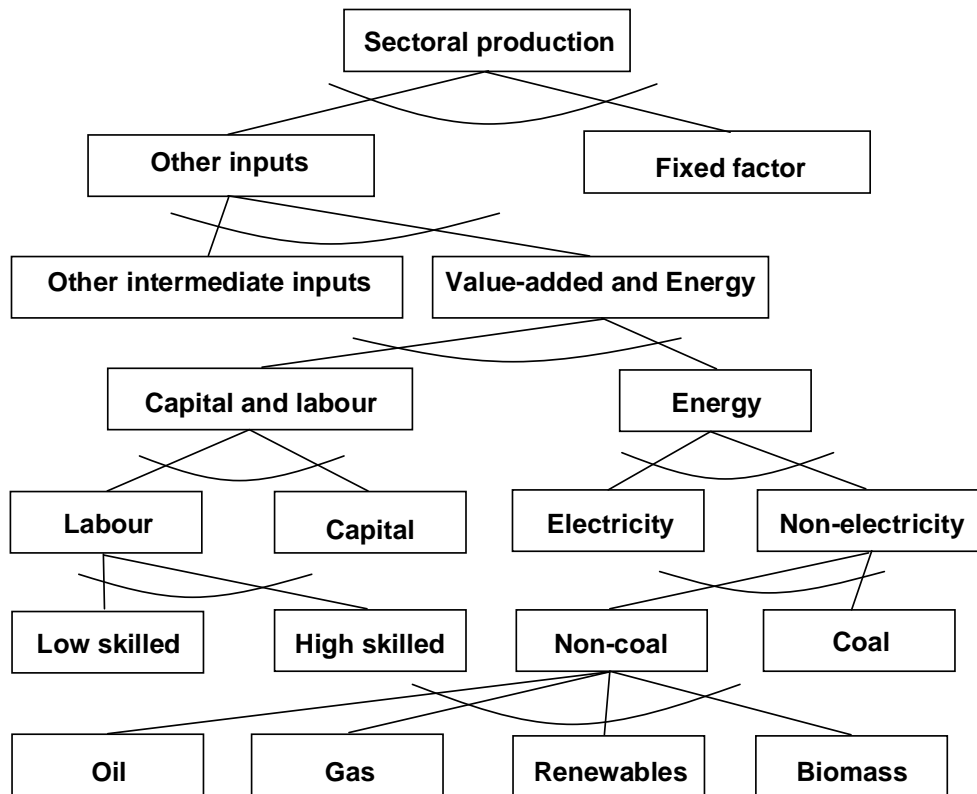 Sectoral production
Other inputs
Fixed factor
Other intermediate inputs
Value-added and Energy
Capital and labour
Energy
Labour
Capital
Electricity
Non-electricity
Low skilled
High skilled
Non-coal
Coal
Oil
Gas
Renewables
Biomass